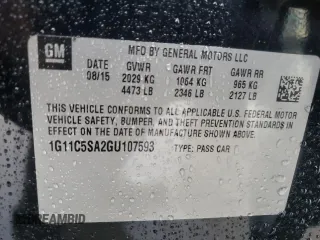 GM
MFD BY GENERAL MOTORS LLC
DATE GVWR GAWR FRT GAWR RR
08/15 2029 KG 1064 KG 965 KG
4473 LB 2346 LB 2127 LB
THIS VEHICLE CONFORMS TO ALL APPLICABLE U.S. FEDERAL MOTOR
VEHICLE SAFETY, BUMPER, AND THEFT PREVENTION STANDARDS
IN EFFECT ON THE DATE OF MANUFACTURE SHOWN ABOVE.
1G11C5SA2GU107593 TYPE: PASS CAR